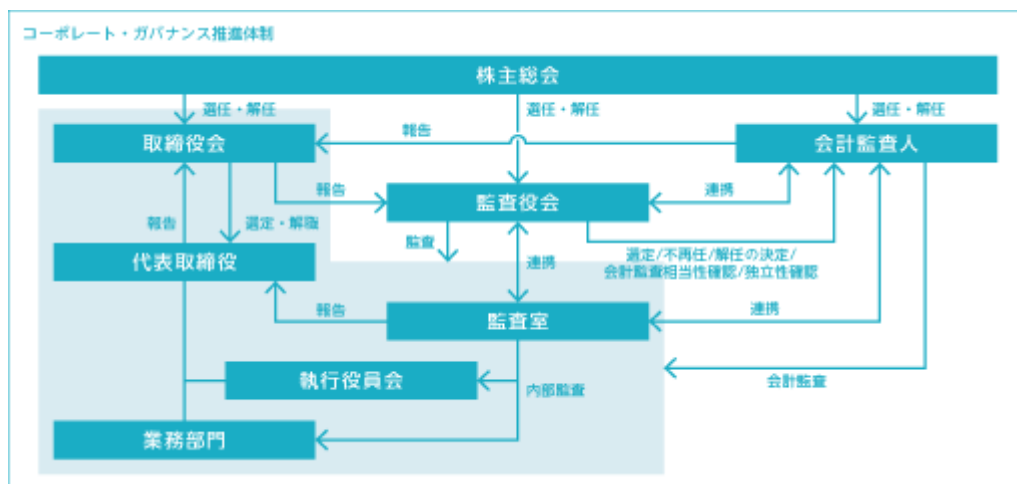 コーポレート・ガバナンス推進体制
株主総会
選任・解任
選任・解任
選任・解任
報告
取締役会
会計監査人
報告
連携
監査役会
報告
選定・解職
監査
連携
選定/不再任/解任の決定/
会計監査相当性確認/独立性確認
代表取締役
報告
監査室
連携
執行役員会
内部監査
会計監査
業務部門